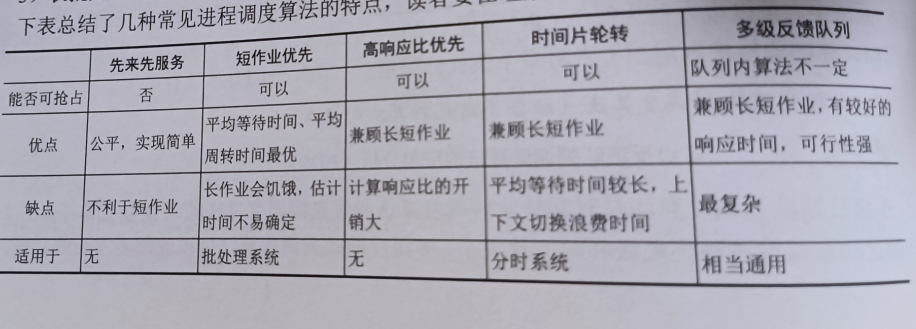 下表总结了几种常见进程调度算法的特点，读者要在
先来先服务 短作业优先 高响应比优先 时间片轮转 多级反馈队列
能否可抢占 否 可以 可以 可以 队列内算法不一定
优点 公平，实现简单 平均等待时间、平均 兼顾长短作业 兼顾长短作业 兼顾长短作业，有较好的
周转时间最优 响应时间，可行性强
缺点 不利于短作业 长作业会饥饿，估计 计算响应比的开 平均等待时间较长，上 最复杂
时间不易确定 销大 下文切换浪费时间
适用于 无 批处理系统 无 分时系统 相当通用